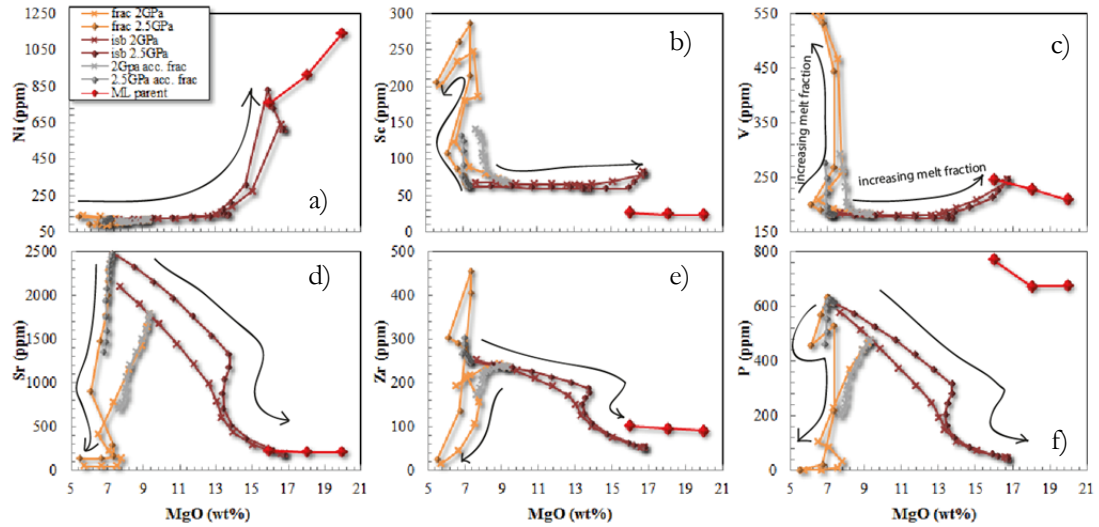 frac 2GPa
frac 2.5GPa
isb 2GPa
isb 2.5GPa
2Gpa acc. frac
2.5GPa acc. frac
ML parent
1250
1050
850
650
450
250
50
Ni (ppm)
a)
300
250
200
150
100
50
0
Sc (ppm)
b)
550
450
350
250
150
V (ppm)
increasing melt fraction
increasing melt fraction
c)
2500
2000
1500
1000
500
0
Sr (ppm)
d)
5 7 9 11 13 15 17 19 21
MgO (wt%)
500
400
300
200
100
0
Zr (ppm)
e)
5 7 9 11 13 15 17 19 21
MgO (wt%)
800
600
400
200
0
P (ppm)
f)
5 7 9 11 13 15 17 19 21
MgO (wt%)